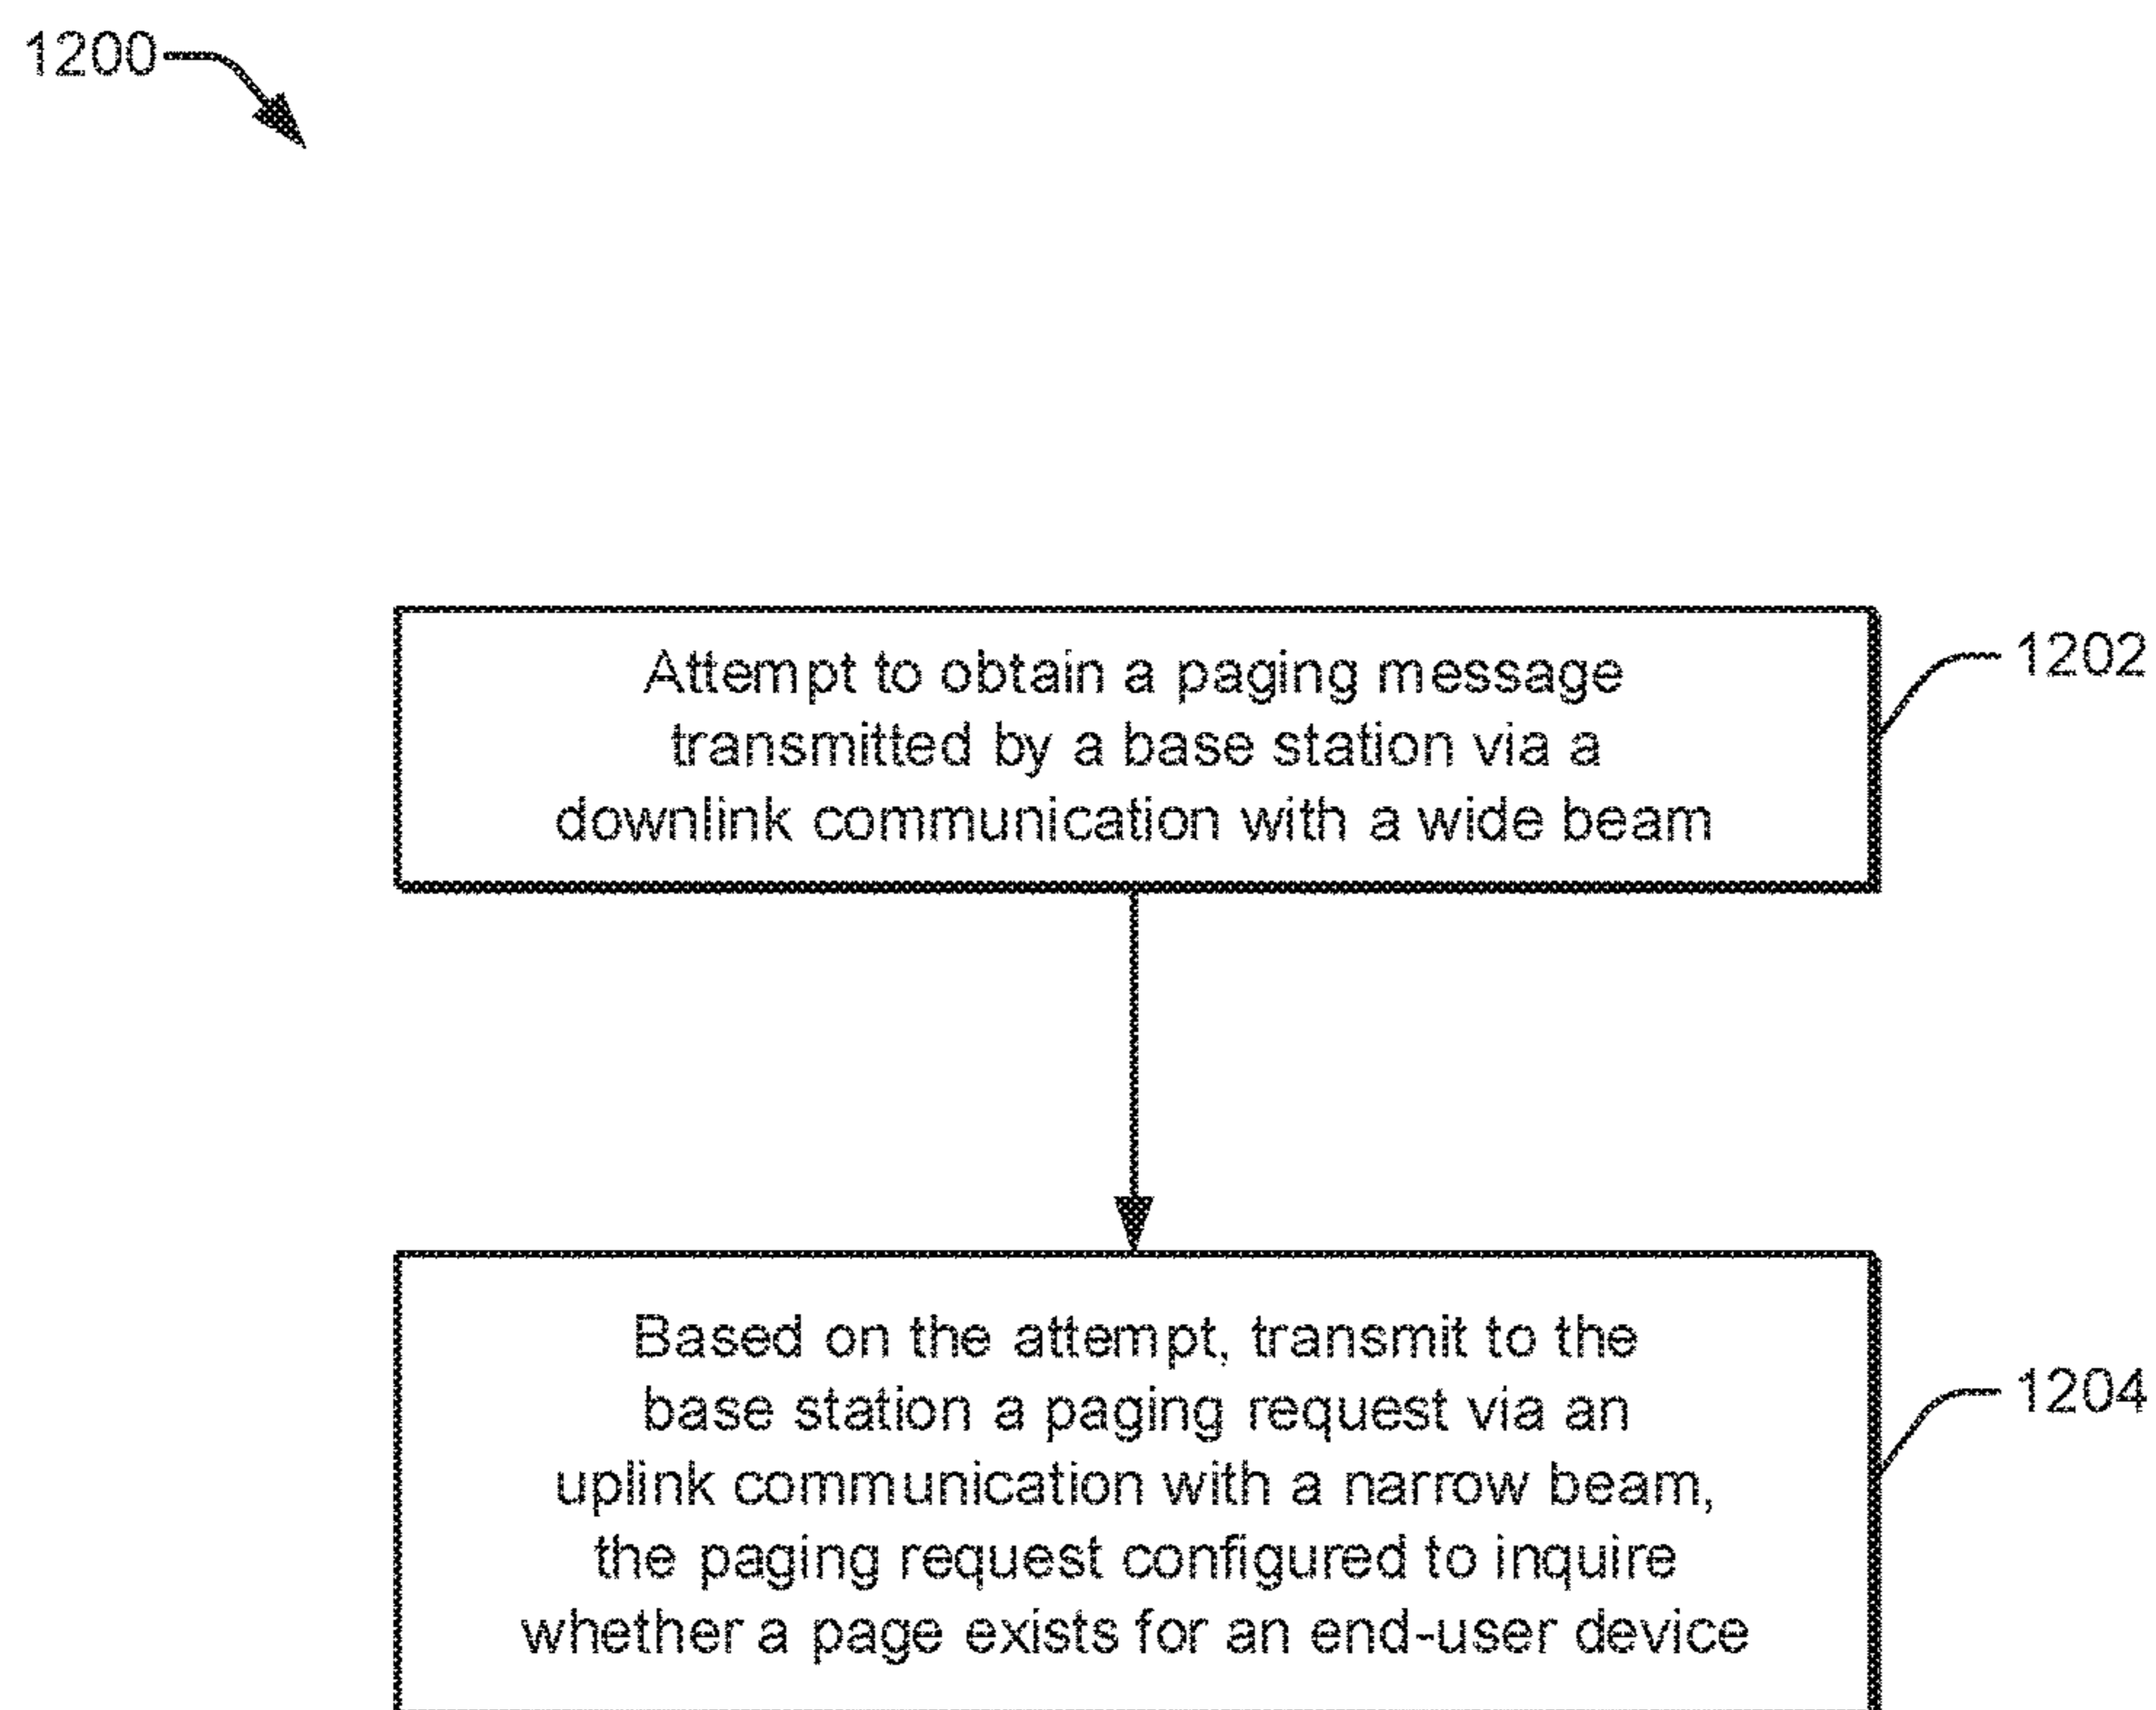 1200
Attempt to obtain a paging message
transmitted by a base station via a
downlink communication with a wide beam
1202
Based on the attempt, transmit to the
base station a paging request via an
uplink communication with a narrow beam,
the paging request configured to inquire
whether a page exists for an end-user device
1204